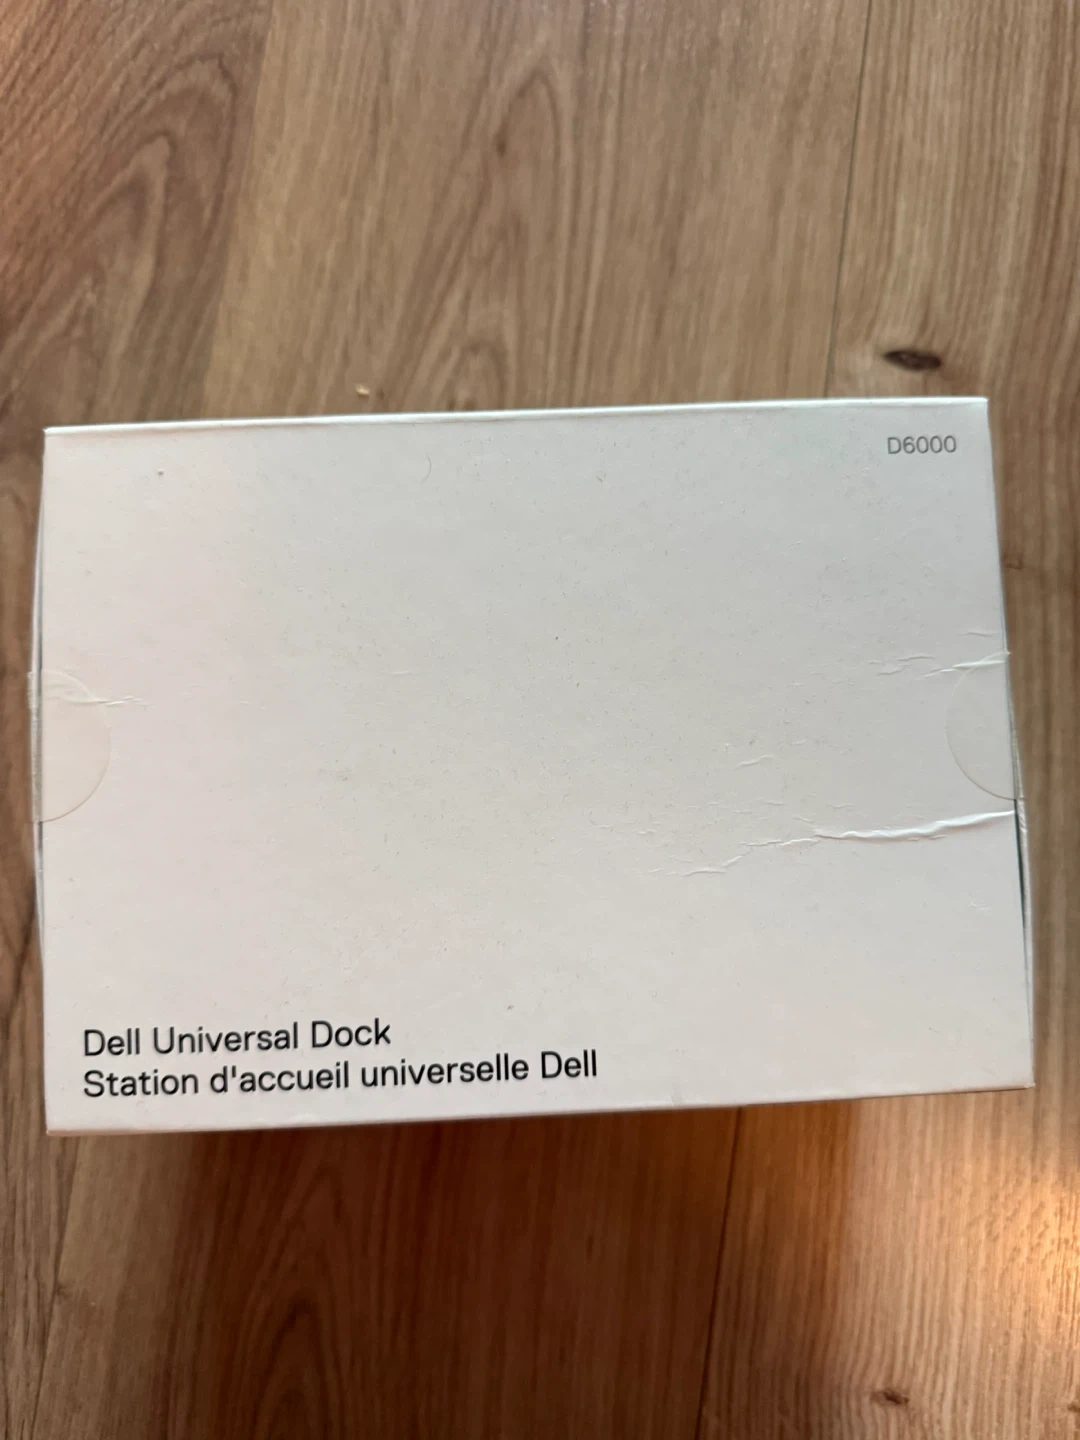 D6000
Dell Universal Dock
Station d'accueil universelle Dell